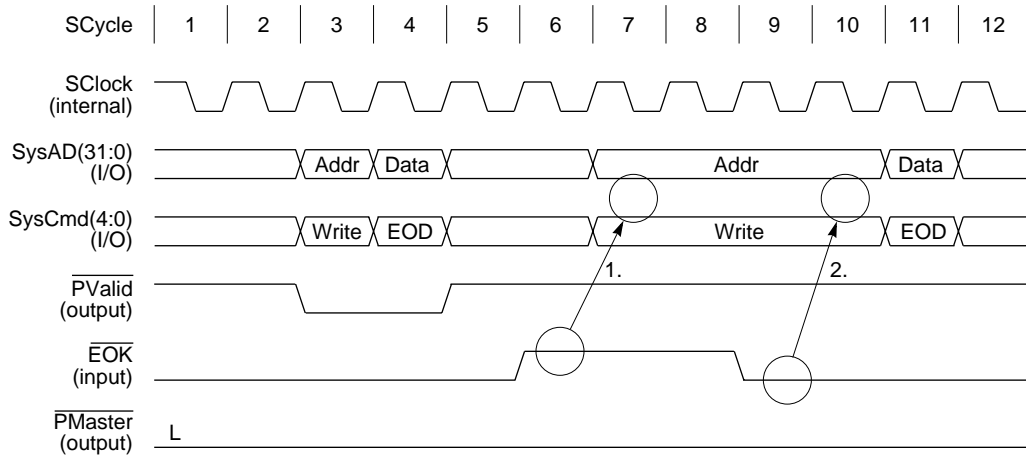 SCycle 1 2 3 4 5 6 7 8 9 10 11 12
SClock
(internal)
SysAD(31:0)
(I/O)
Addr Data Addr Data
SysCmd(4:0)
(I/O)
Write EOD Write EOD
1. 2.
PValid
(output)
EOK
(input)
PMaster
(output)
L